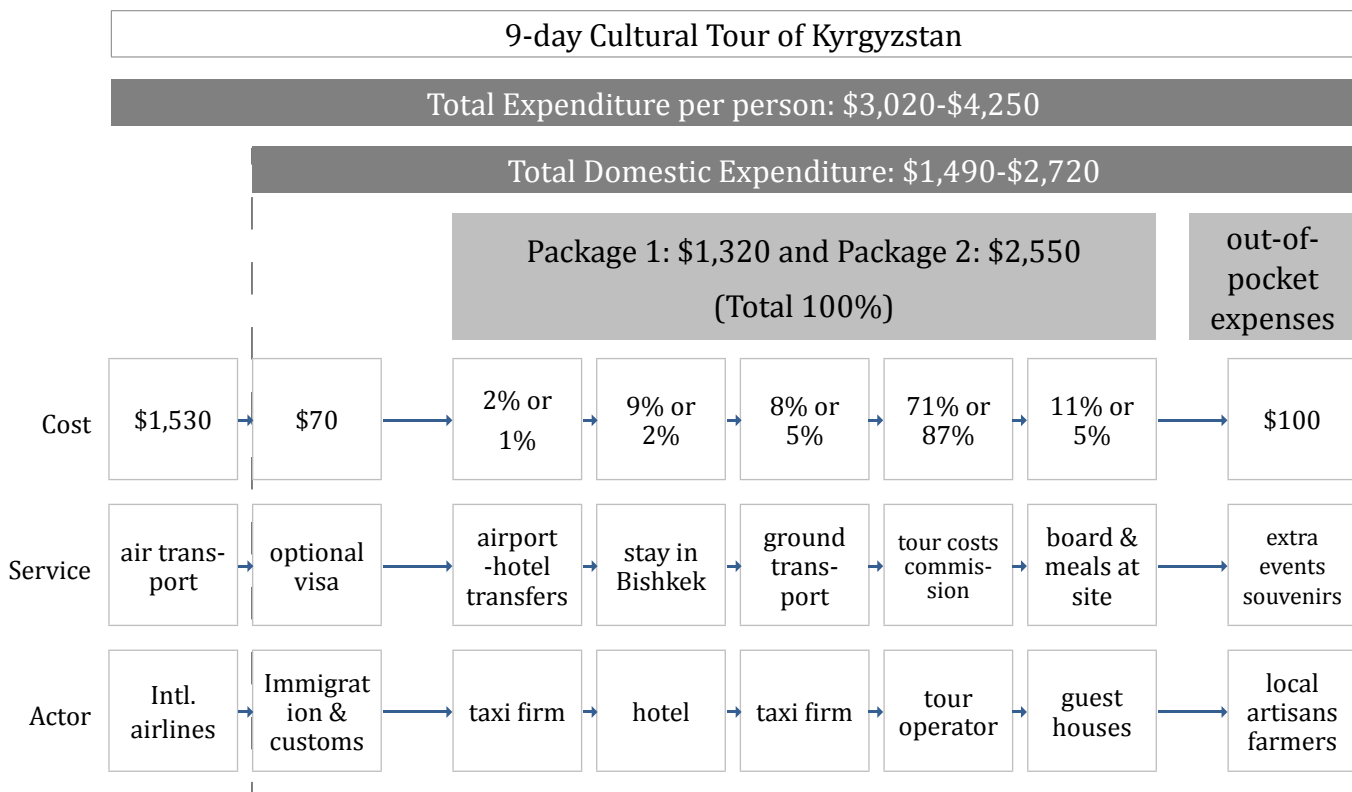 9-day Cultural Tour of Kyrgyzstan
Total Expenditure per person: $3,020-$4,250
Total Domestic Expenditure: $1,490-$2,720
Package 1: $1,320 and Package 2: $2,550
(Total 100%)
out-of-
pocket
expenses
Cost
$1,530
$70
2% or
1%
9% or
2%
8% or
5%
71% or
87%
11% or
5%
$100
Service
air trans-
port
optional
visa
airport
-hotel
transfers
stay in
Bishkek
ground
trans-
port
tour costs
commis-
sion
board &
meals at
site
extra
events
souvenirs
Actor
Intl.
airlines
Immigrat
ion &
customs
taxi firm
hotel
taxi firm
tour
operator
guest
houses
local
artisans
farmers